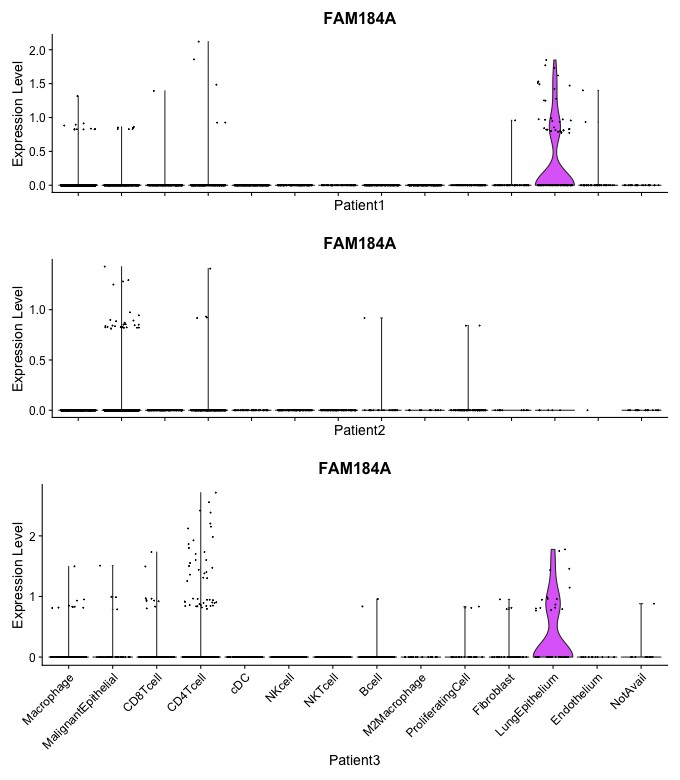 FAM184A
Expression Level
2.0
1.5
1.0
0.5
0.0
Patient1
FAM184A
Expression Level
1.0
0.5
0.0
Patient2
FAM184A
Expression Level
2
1
0
Macrophage
MalignantEpithelial
CD8Tcell
CD4Tcell
cDC
NKcell
NKTcell
Bcell
M2Macrophage
ProliferatingCell
Fibroblast
LungEpithelium
Endothelium
NotAvail
Patient3